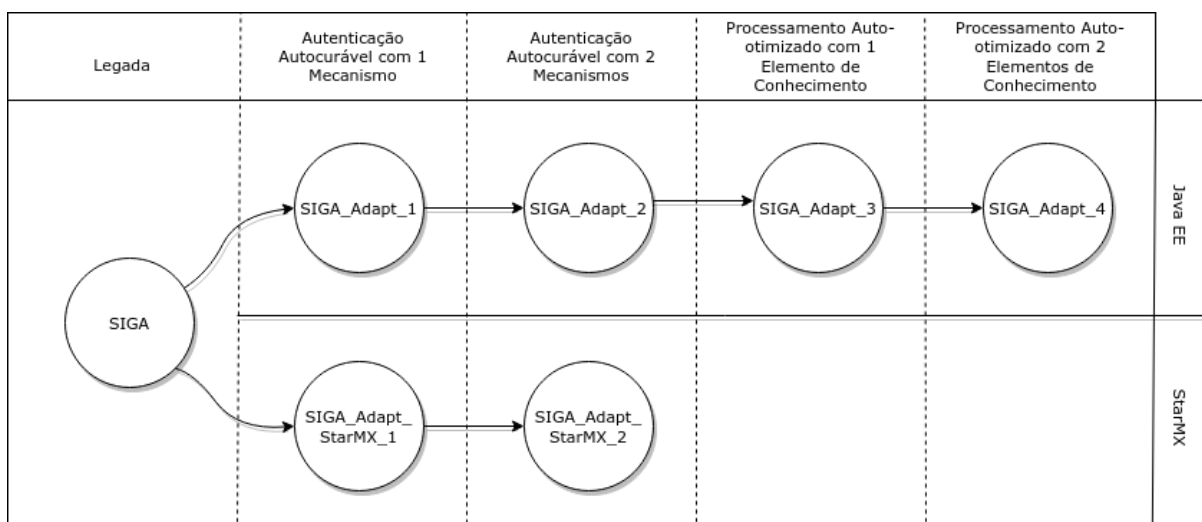 Legada
Autenticação
Autocurável com 1
Mecanismo
Autenticação
Autocurável com 2
Mecanismos
Processamento Auto-
otimizado com 1
Elemento de
Conhecimento
Processamento Auto-
otimizado com 2
Elementos de
Conhecimento
SIGA_Adapt_1
SIGA_Adapt_2
SIGA_Adapt_3
SIGA_Adapt_4
Java EE
SIGA
SIGA_Adapt_
StarMX_1
SIGA_Adapt_
StarMX_2
StarMX